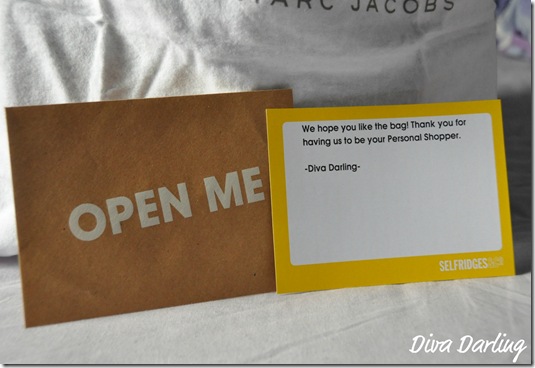 MARC JACOBS
OPEN ME
We hope you like the bag! Thank you for
having us to be your Personal Shopper.
-Diva Darling-
SELFRIDGES
Diva Darling